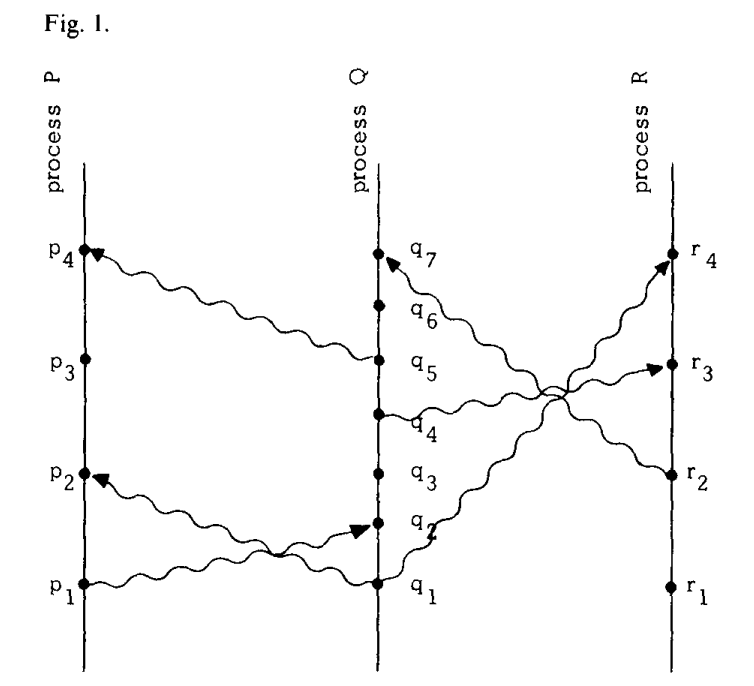 Fig. 1.
process P
process Q
process R
p4
q7
r4
q6
p3
q5
r3
q4
p2
q3
r2
q2
p1
q1
r1